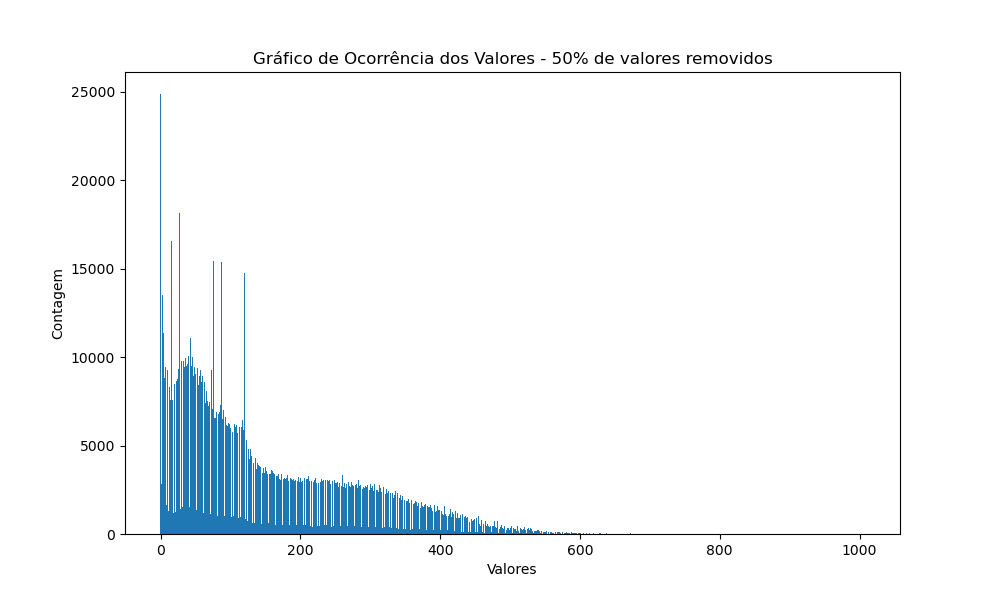 Gráfico de Ocorrência dos Valores - 50% de valores removidos
25000
20000
15000
10000
5000
0
Contagem
0 200 400 600 800 1000
Valores